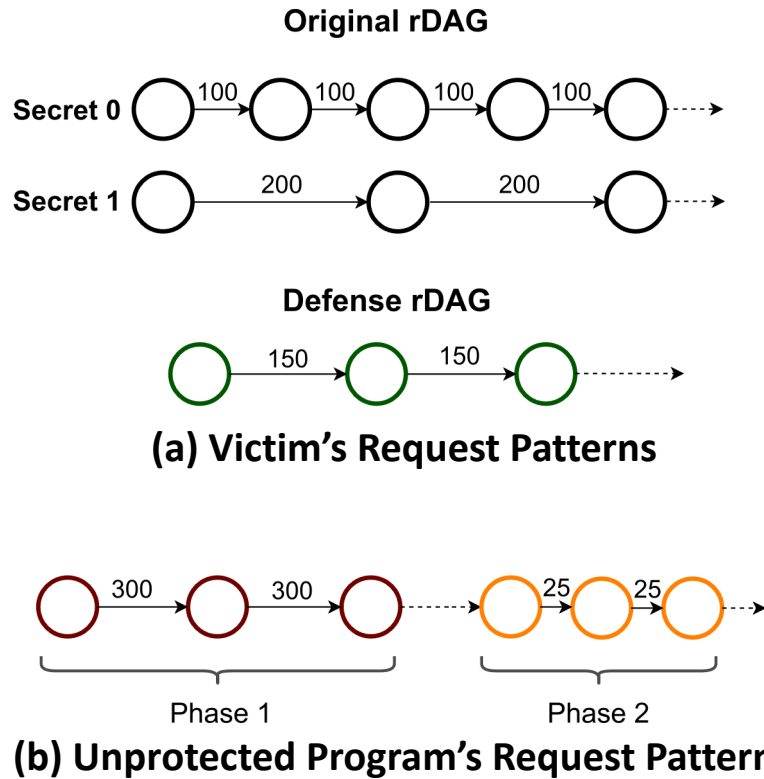 Original rDAG
Secret 0 100 100 100 100
Secret 1 200 200
Defense rDAG
150 150
(a) Victim's Request Patterns
300 300 25 25
Phase 1 Phase 2
(b) Unprotected Program's Request Pattern